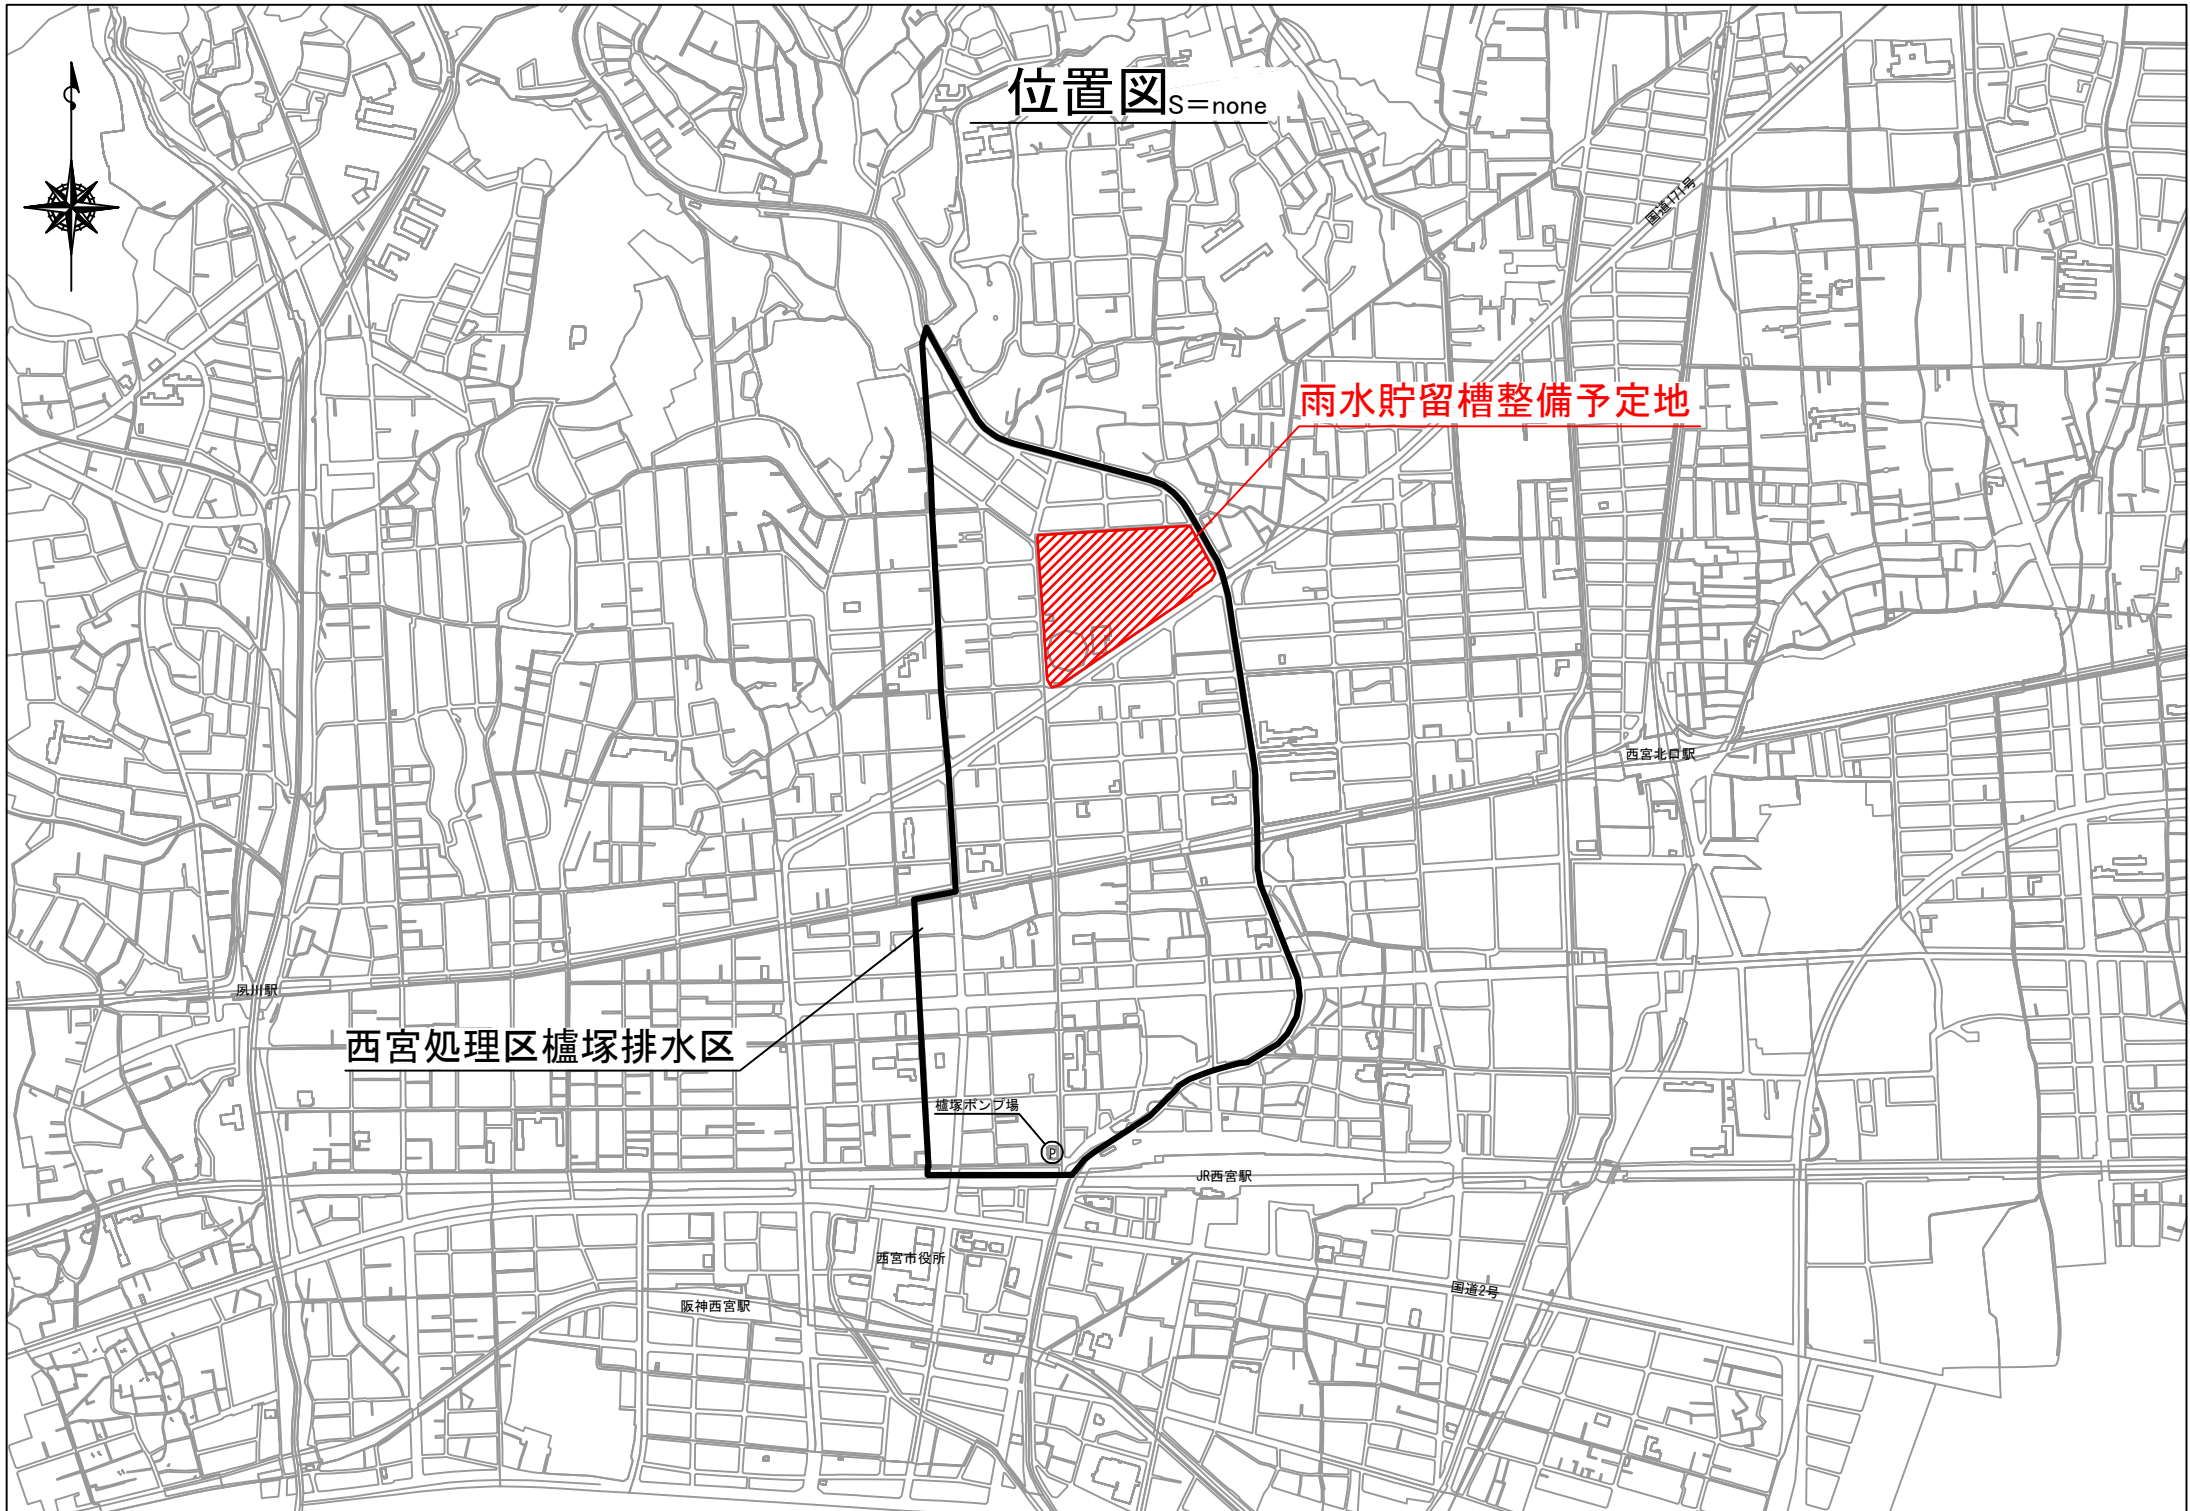 位置図S=none
国道171号
雨水貯留槽整備予定地
西宮北口駅
夙川駅
西宮処理区櫨塚排水区
櫨塚ポンプ場
P
JR西宮駅
西宮市役所
国道2号
阪神西宮駅